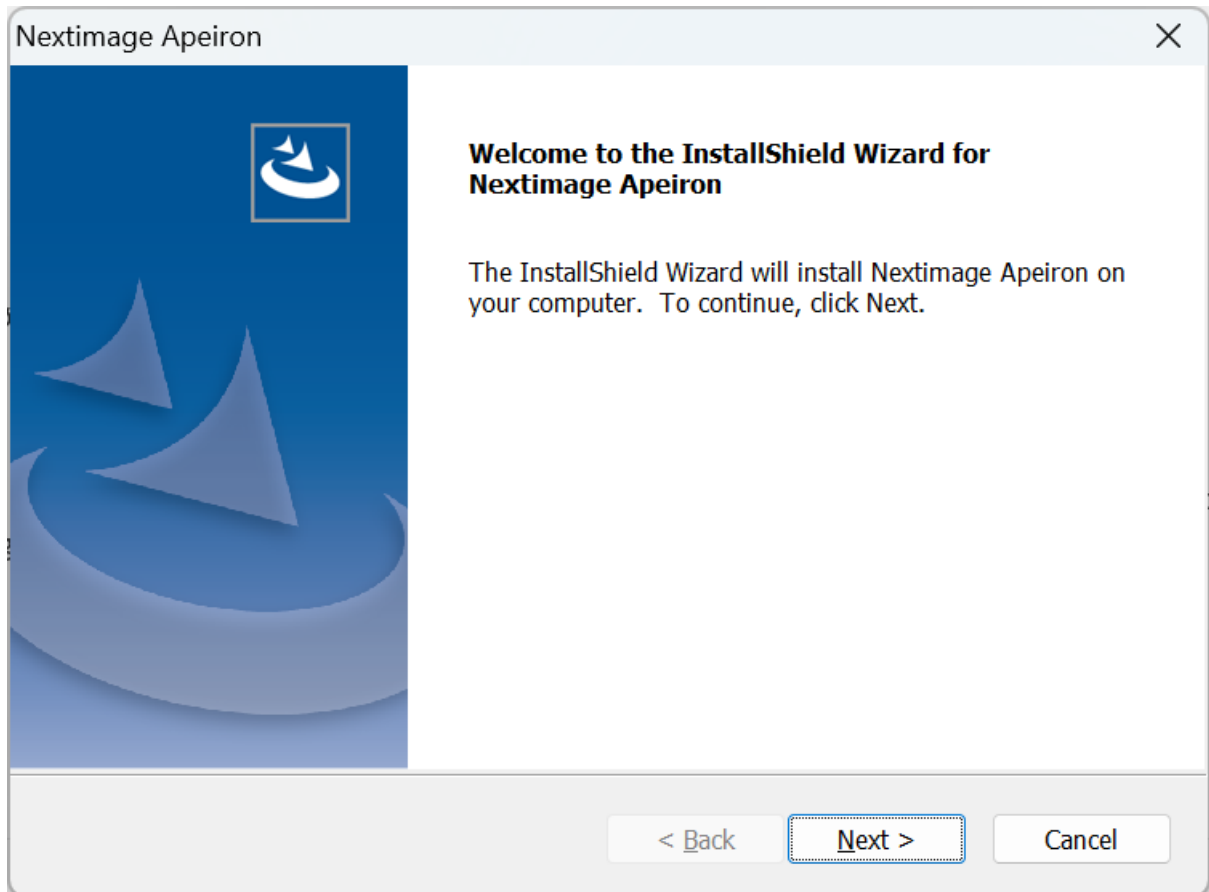 Nextimage Apeiron
Welcome to the InstallShield Wizard for
Nextimage Apeiron
The InstallShield Wizard will install Nextimage Apeiron on
your computer.  To continue, click Next.
< Back
Next >
Cancel